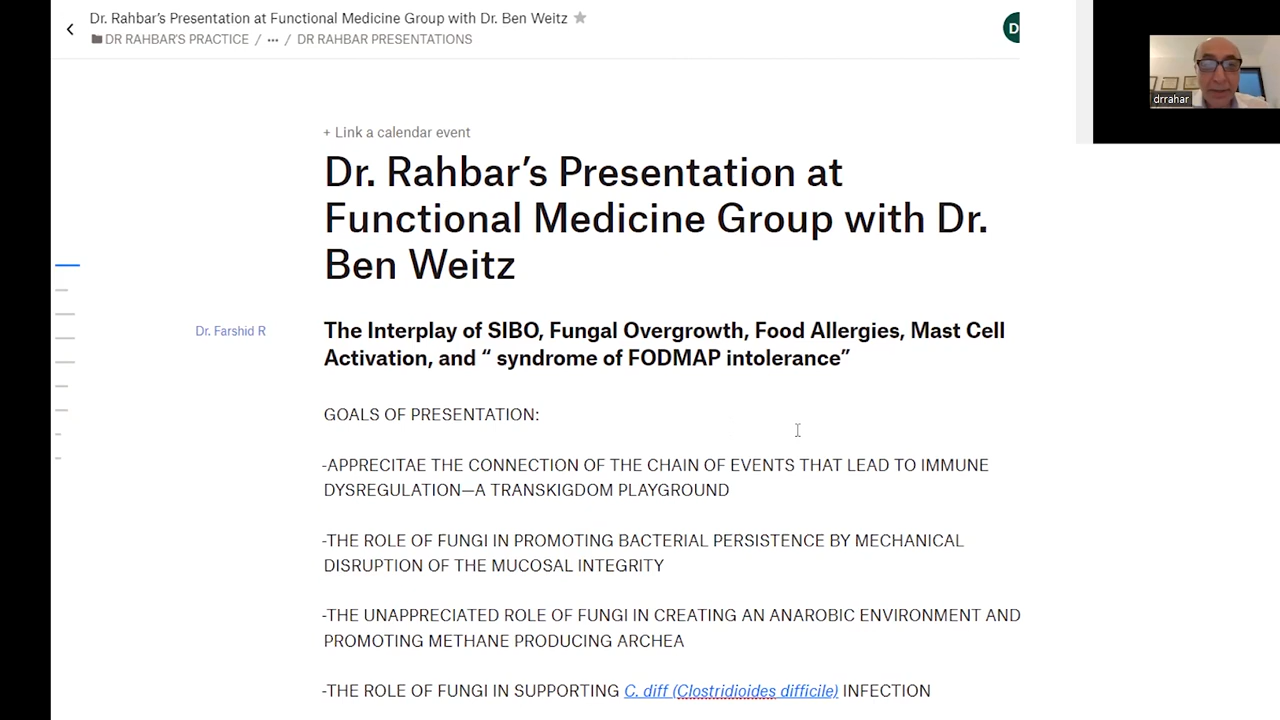 Dr. Rahbar's Presentation at Functional Medicine Group with Dr. Ben Weitz
DR RAHBAR'S PRACTICE / ··· / DR RAHBAR PRESENTATIONS
D
drrahar
+ Link a calendar event
Dr. Rahbar's Presentation at
Functional Medicine Group with Dr.
Ben Weitz
Dr. Farshid R
The Interplay of SIBO, Fungal Overgrowth, Food Allergies, Mast Cell
Activation, and “ syndrome of FODMAP intolerance”
GOALS OF PRESENTATION:
-APPRECITAE THE CONNECTION OF THE CHAIN OF EVENTS THAT LEAD TO IMMUNE
DYSREGULATION—A TRANSKIGDOM PLAYGROUND
-THE ROLE OF FUNGI IN PROMOTING BACTERIAL PERSISTENCE BY MECHANICAL
DISRUPTION OF THE MUCOSAL INTEGRITY
-THE UNAPPRECIATED ROLE OF FUNGI IN CREATING AN ANAROBIC ENVIRONMENT AND
PROMOTING METHANE PRODUCING ARCHEA
-THE ROLE OF FUNGI IN SUPPORTING C. diff (Clostridioides difficile) INFECTION